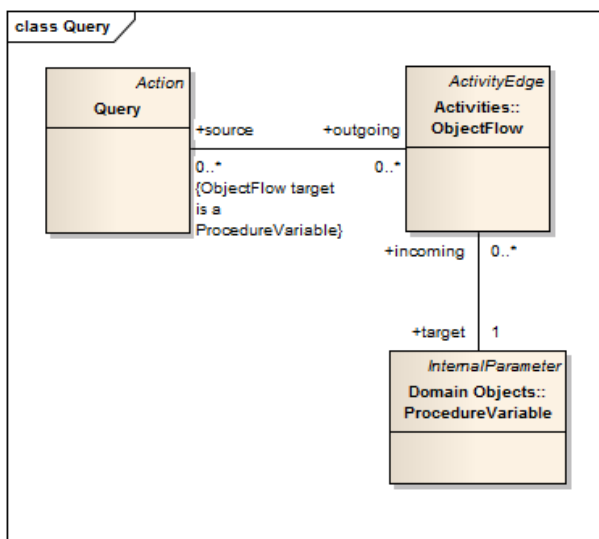 class Query
Action
Query
ActivityEdge
Activities::
ObjectFlow
+source
+outgoing
0..*
0..*
{ObjectFlow target
is a
ProcedureVariable}
+incoming
0..*
+target
1
InternalParameter
Domain Objects::
ProcedureVariable